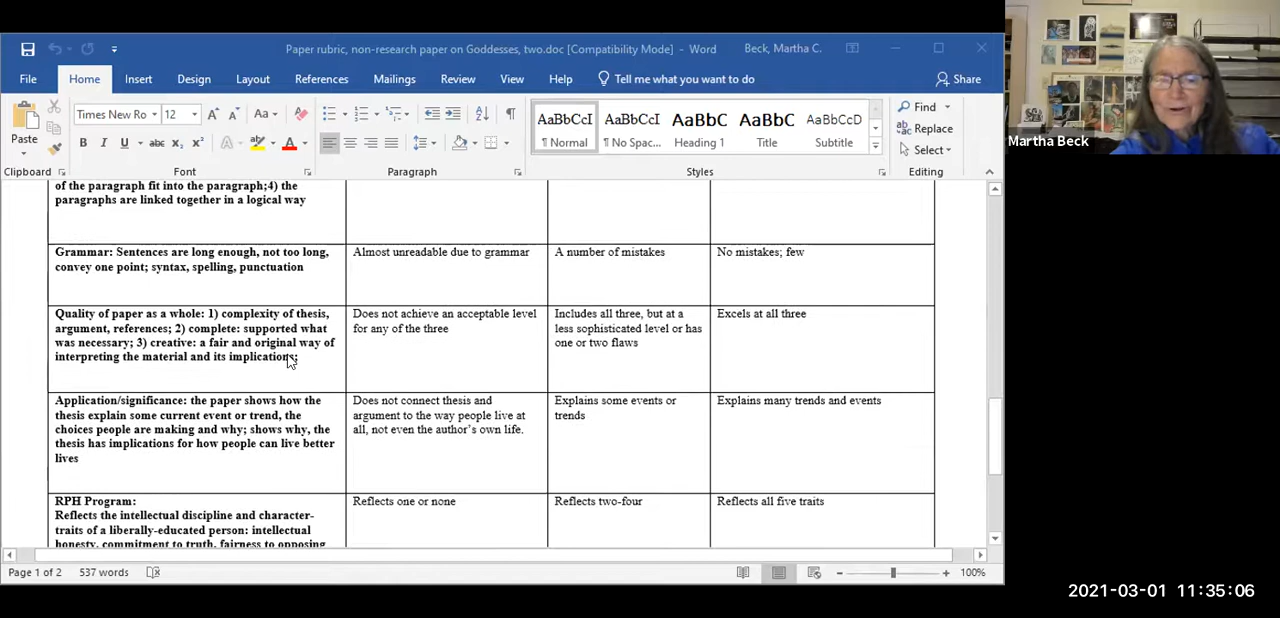 Paper rubric, non-research paper on Goddesses, two.doc [Compatibility Mode] - Word
Beck, Martha C.
File
Home
Insert
Design
Layout
References
Mailings
Review
View
Help
Tell me what you want to do
Share
Paste
Times New Ro
12
AaBbCcI
AaBbCcI
AaBbC
AaBbC
AaBbCcD
¶ Normal
¶ No Spac...
Heading 1
Title
Subtitle
Find
Replace
Select
Clipboard
Font
Paragraph
Styles
Editing
Martha Beck
of the paragraph fit into the paragraph;4) the
paragraphs are linked together in a logical way
Grammar: Sentences are long enough, not too long,
convey one point; syntax, spelling, punctuation
Almost unreadable due to grammar
A number of mistakes
No mistakes; few
Quality of paper as a whole: 1) complexity of thesis,
argument, references; 2) complete: supported what
was necessary; 3) creative: a fair and original way of
interpreting the material and its implications;
Does not achieve an acceptable level
for any of the three
Includes all three, but at a
less sophisticated level or has
one or two flaws
Excels at all three
Application/significance: the paper shows how the
thesis explain some current event or trend, the
choices people are making and why; shows why, the
thesis has implications for how people can live better
lives
Does not connect thesis and
argument to the way people live at
all, not even the author's own life.
Explains some events or
trends
Explains many trends and events
RPH Program:
Reflects the intellectual discipline and character-
traits of a liberally-educated person: intellectual
honesty, commitment to truth, fairness to opposing
Reflects one or none
Reflects two-four
Reflects all five traits
Page 1 of 2
537 words
100%
2021-03-01 11:35:06